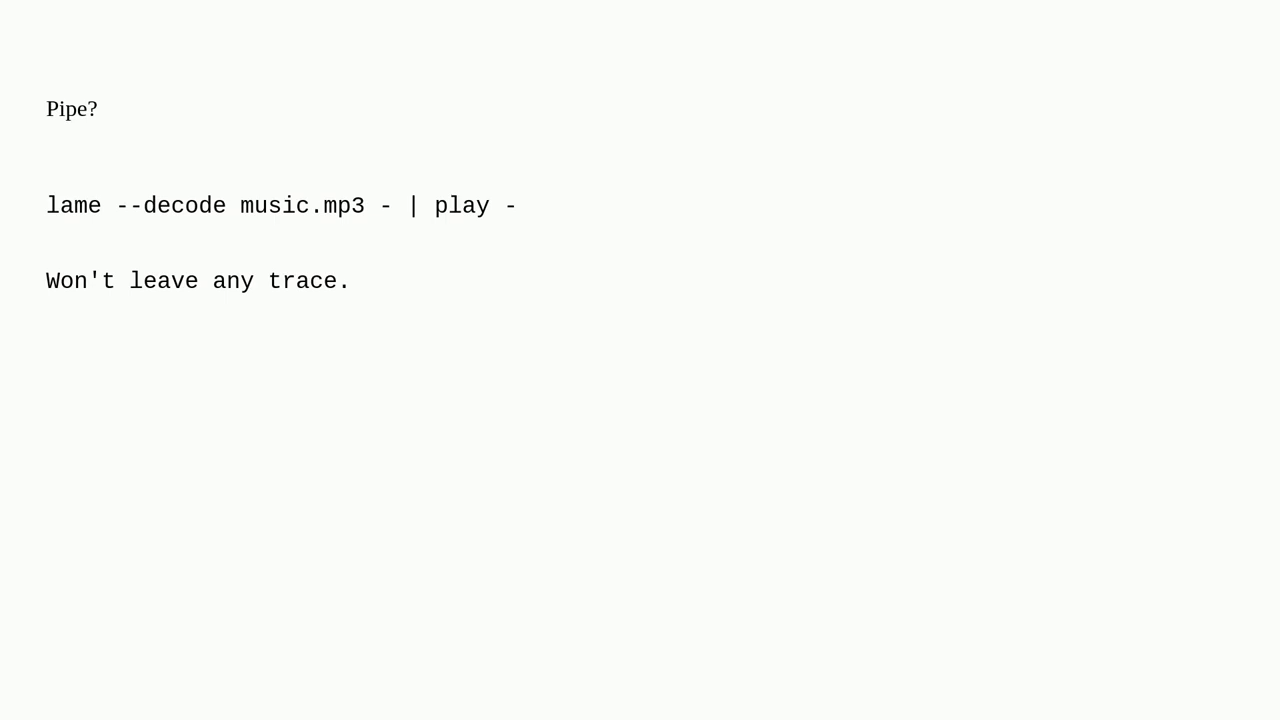 Pipe?
lame --decode music.mp3 - | play -
Won't leave any trace.